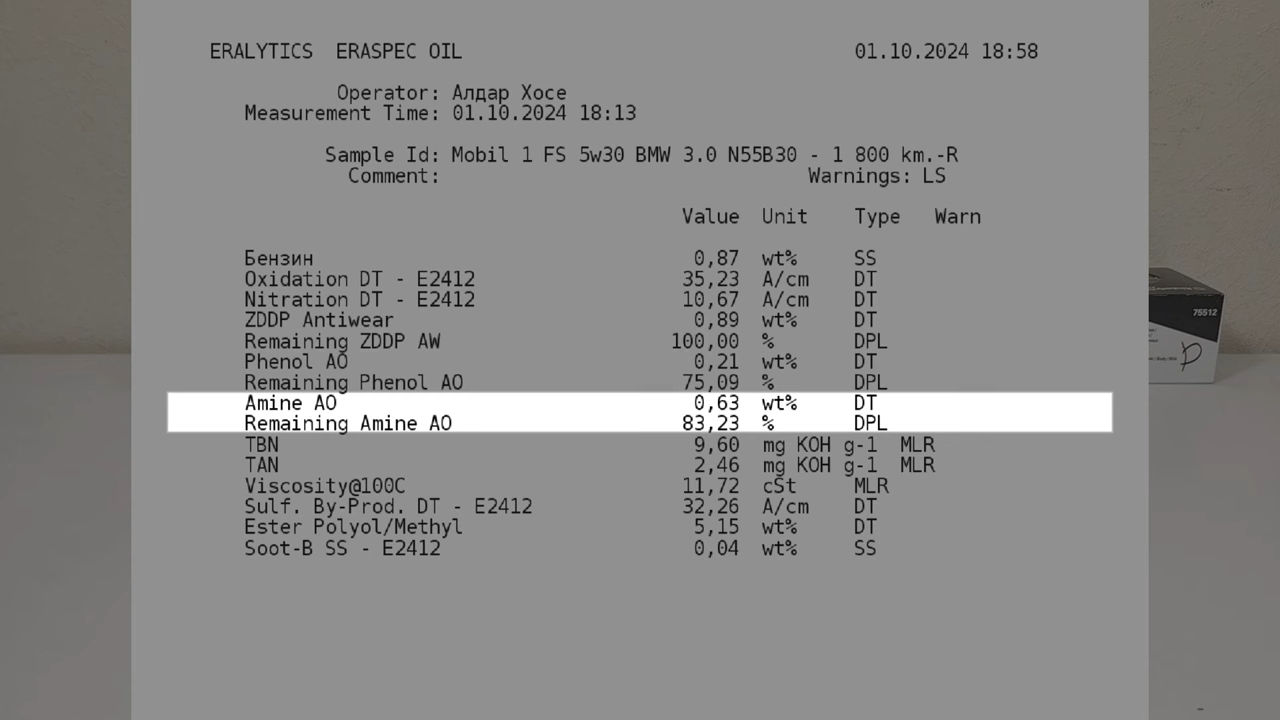 ERALYTICS ERASPEC OIL 01.10.2024 18:58
Operator: Алдар Хосе
Measurement Time: 01.10.2024 18:13
Sample Id: Mobil 1 FS 5w30 BMW 3.0 N55B30 - 1 800 km.-R
Comment: Warnings: LS
Value Unit Type Warn
Бензин 0,87 wt% SS
Oxidation DT - E2412 35,23 A/cm DT
Nitration DT - E2412 10,67 A/cm DT
ZDDP Antiwear 0,89 wt% DT
Remaining ZDDP AW 100,00 % DPL
Phenol AO 0,21 wt% DT
Remaining Phenol AO 75,09 % DPL
Amine AO 0,63 wt% DT
Remaining Amine AO 83,23 % DPL
TBN 9,60 mg KOH g-1 MLR
TAN 2,46 mg KOH g-1 MLR
Viscosity@100C 11,72 cSt MLR
Sulf. By-Prod. DT - E2412 32,26 A/cm DT
Ester Polyol/Methyl 5,15 wt% DT
Soot-B SS - E2412 0,04 wt% SS
75512